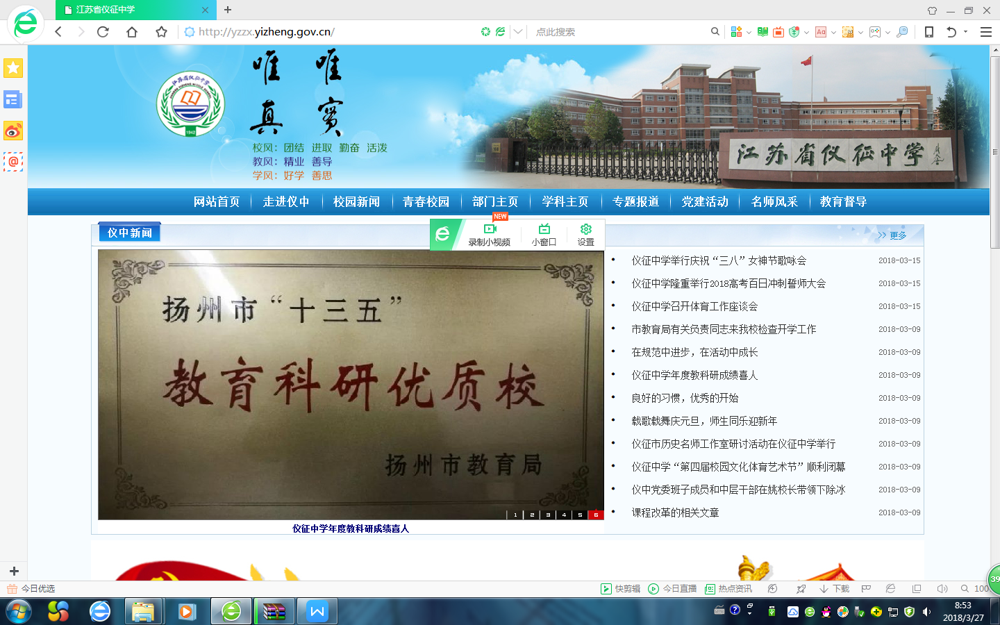 江苏省仪征中学
http://yzzx.yizheng.gov.cn/
点此搜索
江苏省仪征中学
1942
唯 唯
真 实
校风：团结 进取 勤奋 活泼
教风：精业 善导
学风：好学 善思
江苏省仪征中学
网站首页 走进仪中 校园新闻 青春校园 部门主页 学科主页 专题报道 党建活动 名师风采 教育督导
仪中新闻
NEW
录制小视频 小窗口 设置
>> 更多
扬州市“十三五”
教育科研优质校
扬州市教育局
1 2 3 4 5 6
仪征中学年度教科研成绩喜人
仪征中学举行庆祝“三八”女神节歌咏会 2018-03-15
仪征中学隆重举行2018高考百日冲刺誓师大会 2018-03-15
仪征中学召开体育工作座谈会 2018-03-15
市教育局有关负责同志来我校检查开学工作 2018-03-09
在规范中进步，在活动中成长 2018-03-09
仪征中学年度教科研成绩喜人 2018-03-09
良好的习惯，优秀的开始 2018-03-09
载歌载舞庆元旦，师生同乐迎新年 2018-03-09
仪征市历史名师工作室研讨活动在仪征中学举行 2018-03-09
仪征中学“第四届校园文化体育艺术节”顺利闭幕 2018-03-09
仪中党委班子成员和中层干部在姚校长带领下除冰 2018-03-09
课程改革的相关文章 2018-03-09
39
今日优选
快剪辑 今日直播 热点资讯 下载 100
8:53
2018/3/27